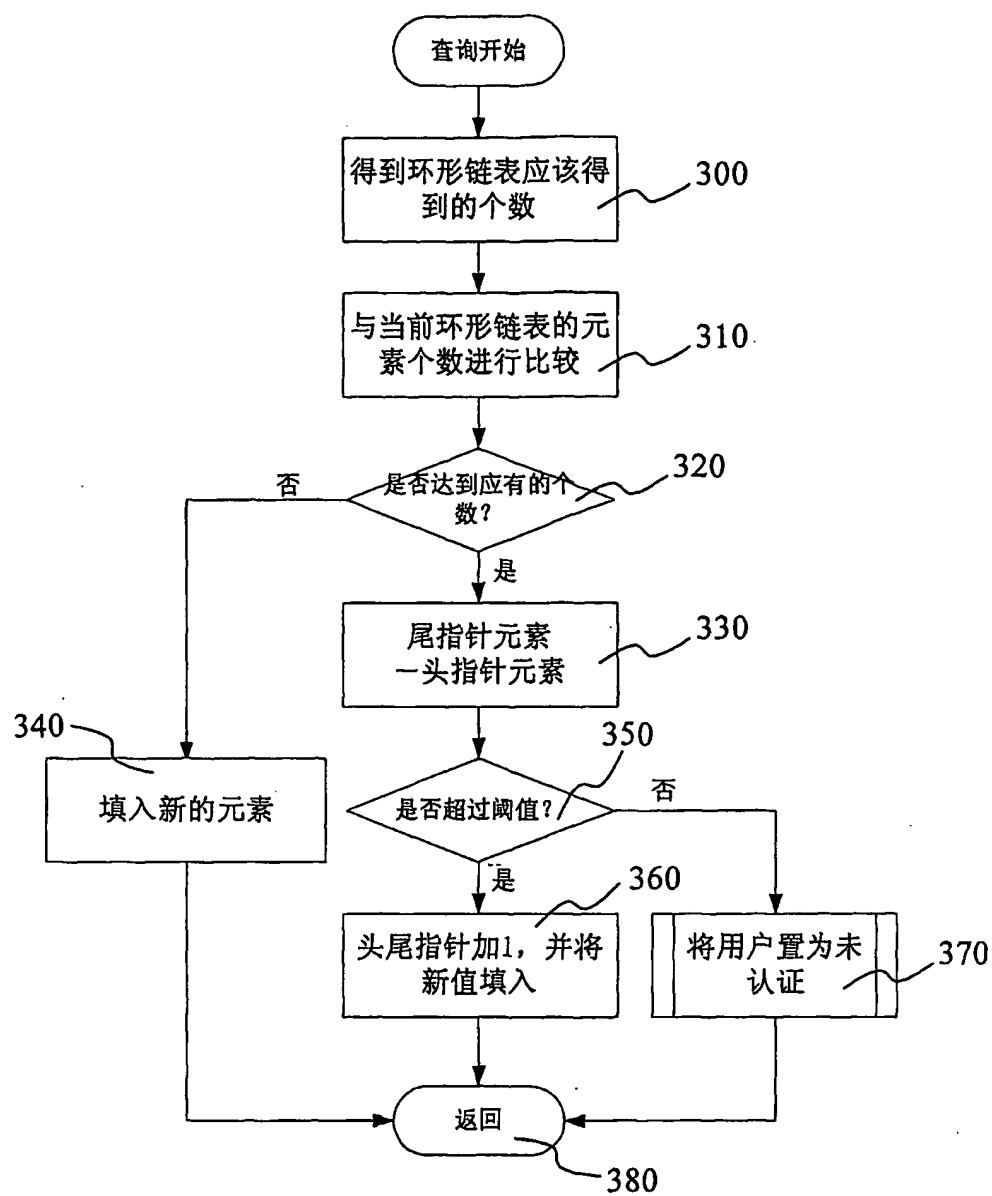 查询开始
得到环形链表应该得
到的个数
300
与当前环形链表的元
素个数进行比较
310
是否达到应有的个
数？
320
否
是
尾指针元素
—头指针元素
330
340
填入新的元素
350
是否超过阈值？
否
是
360
头尾指针加1，并将
新值填入
将用户置为未
认证
370
返回
380